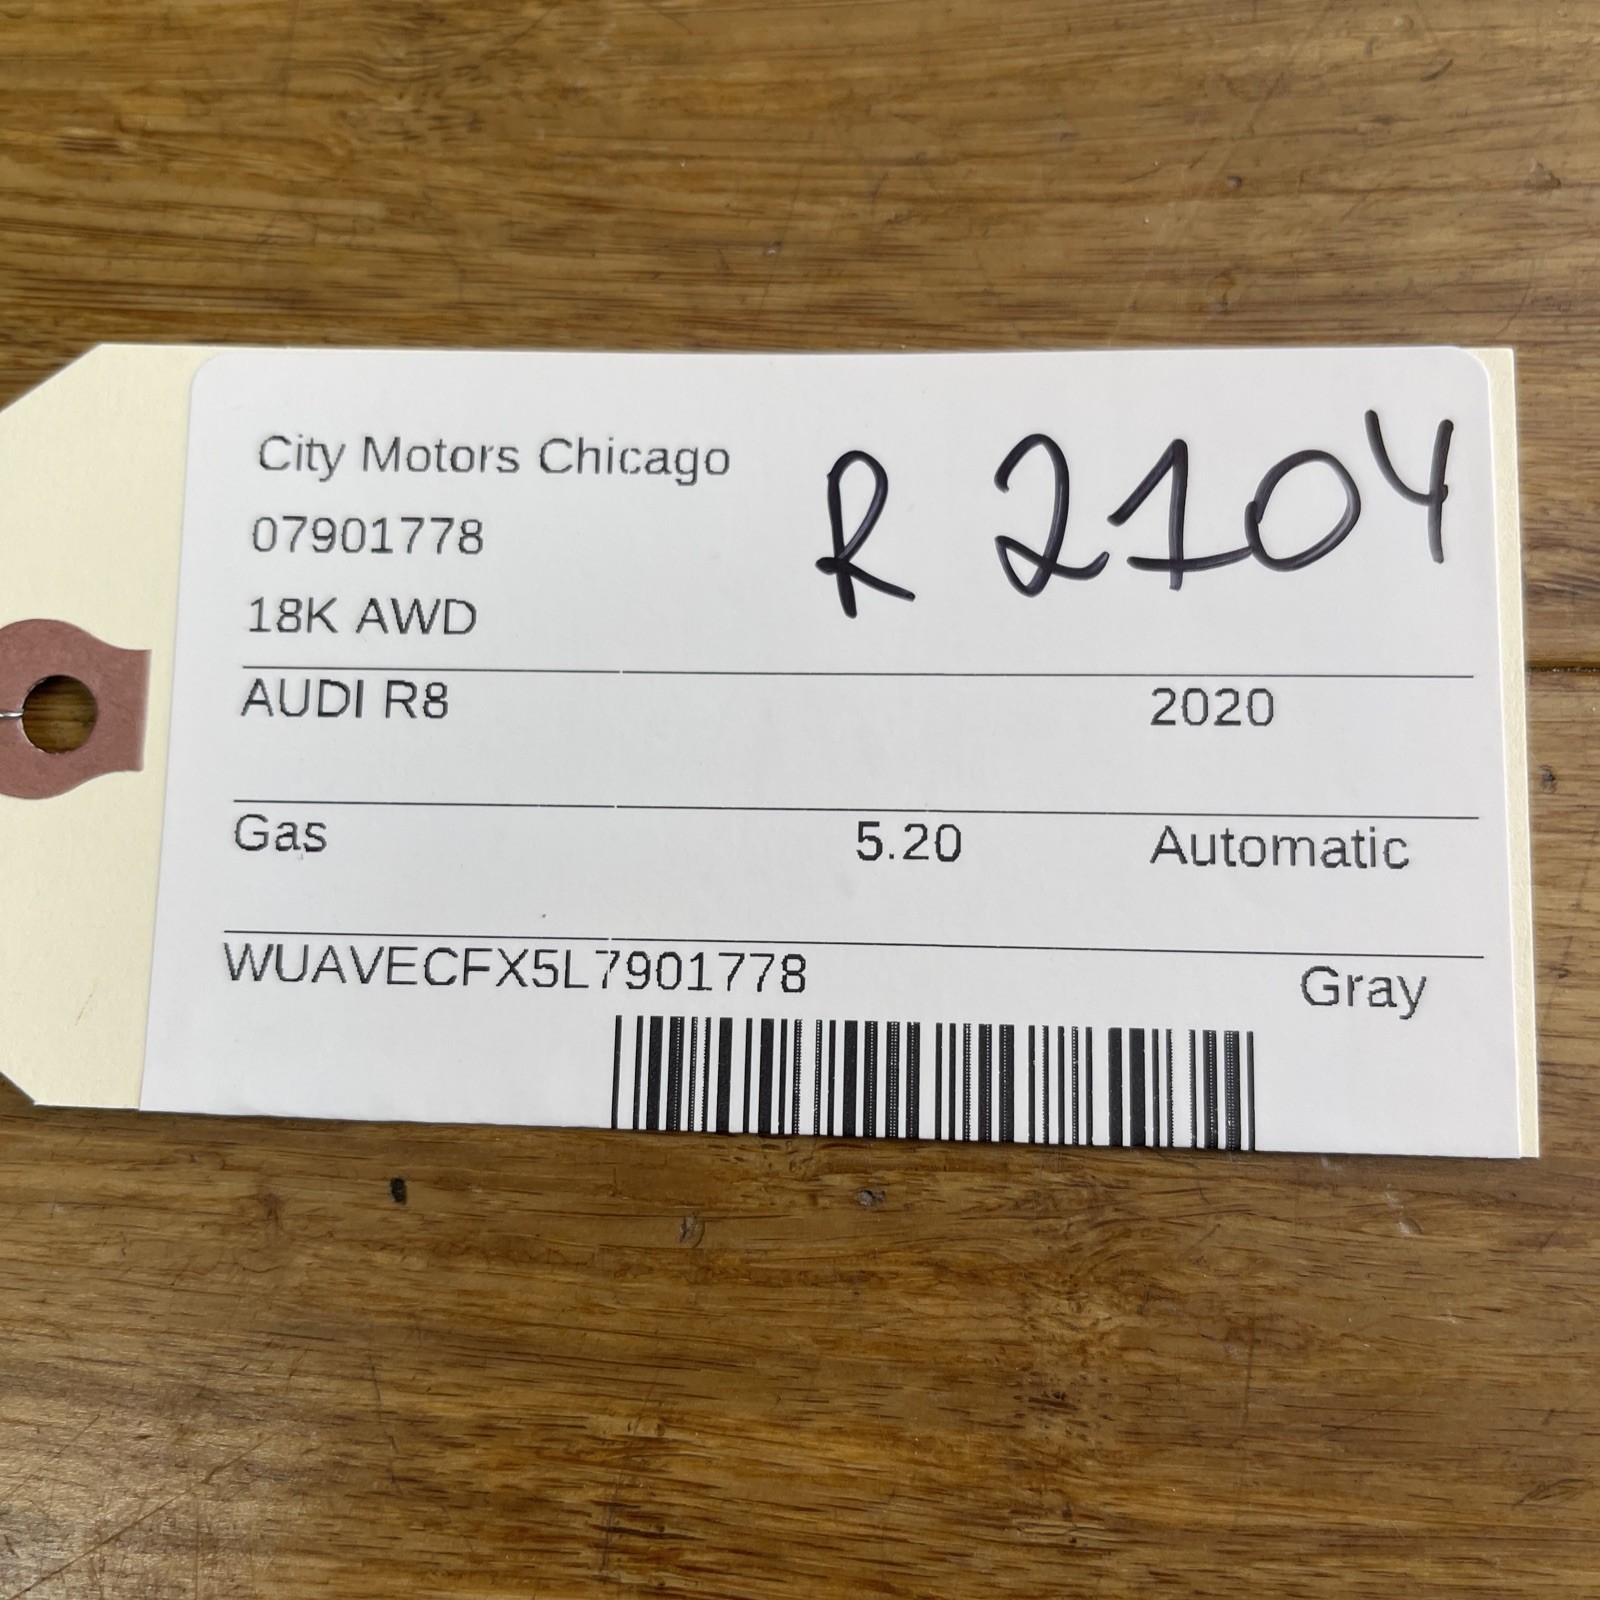 City Motors Chicago
R 2104
07901778
18K AWD
AUDI R8 2020
Gas 5.20 Automatic
WUAVECFX5L7901778 Gray